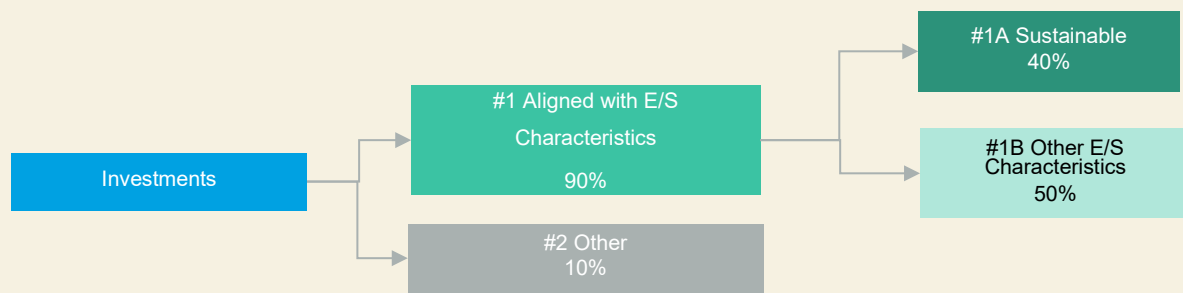 Investments
#1 Aligned with E/S
Characteristics
90%
#2 Other
10%
#1A Sustainable
40%
#1B Other E/S
Characteristics
50%